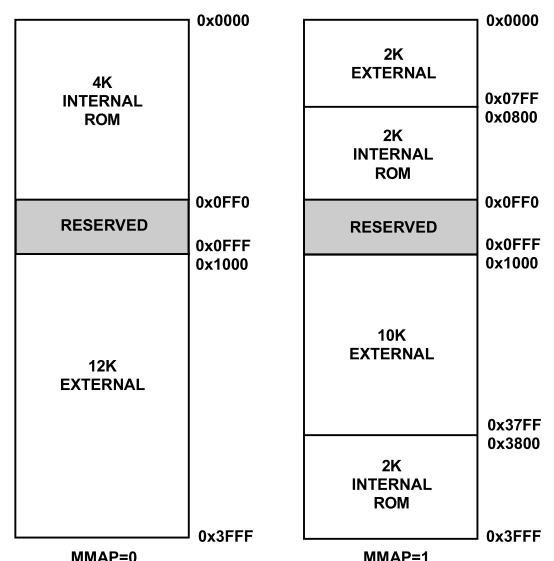 0x0000
4K
INTERNAL
ROM
0x0FF0
RESERVED
0x0FFF
0x1000
12K
EXTERNAL
0x3FFF
MMAP=0
0x0000
2K
EXTERNAL
0x07FF
0x0800
2K
INTERNAL
ROM
0x0FF0
RESERVED
0x0FFF
0x1000
10K
EXTERNAL
0x37FF
0x3800
2K
INTERNAL
ROM
0x3FFF
MMAP=1